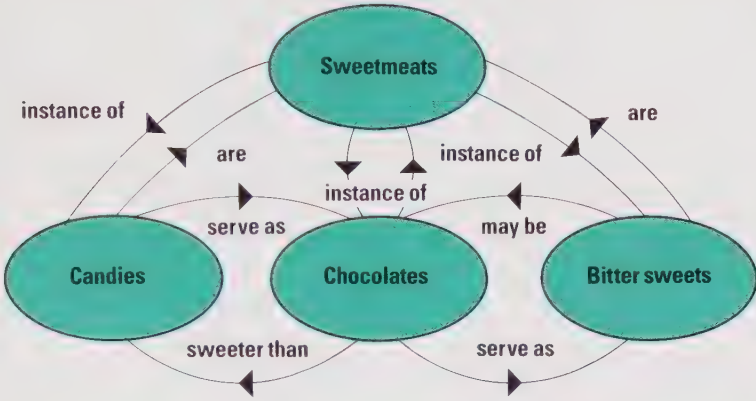 Sweetmeats
instance of
are
are
instance of
instance of
serve as
may be
Candies
Chocolates
Bitter sweets
sweeter than
serve as